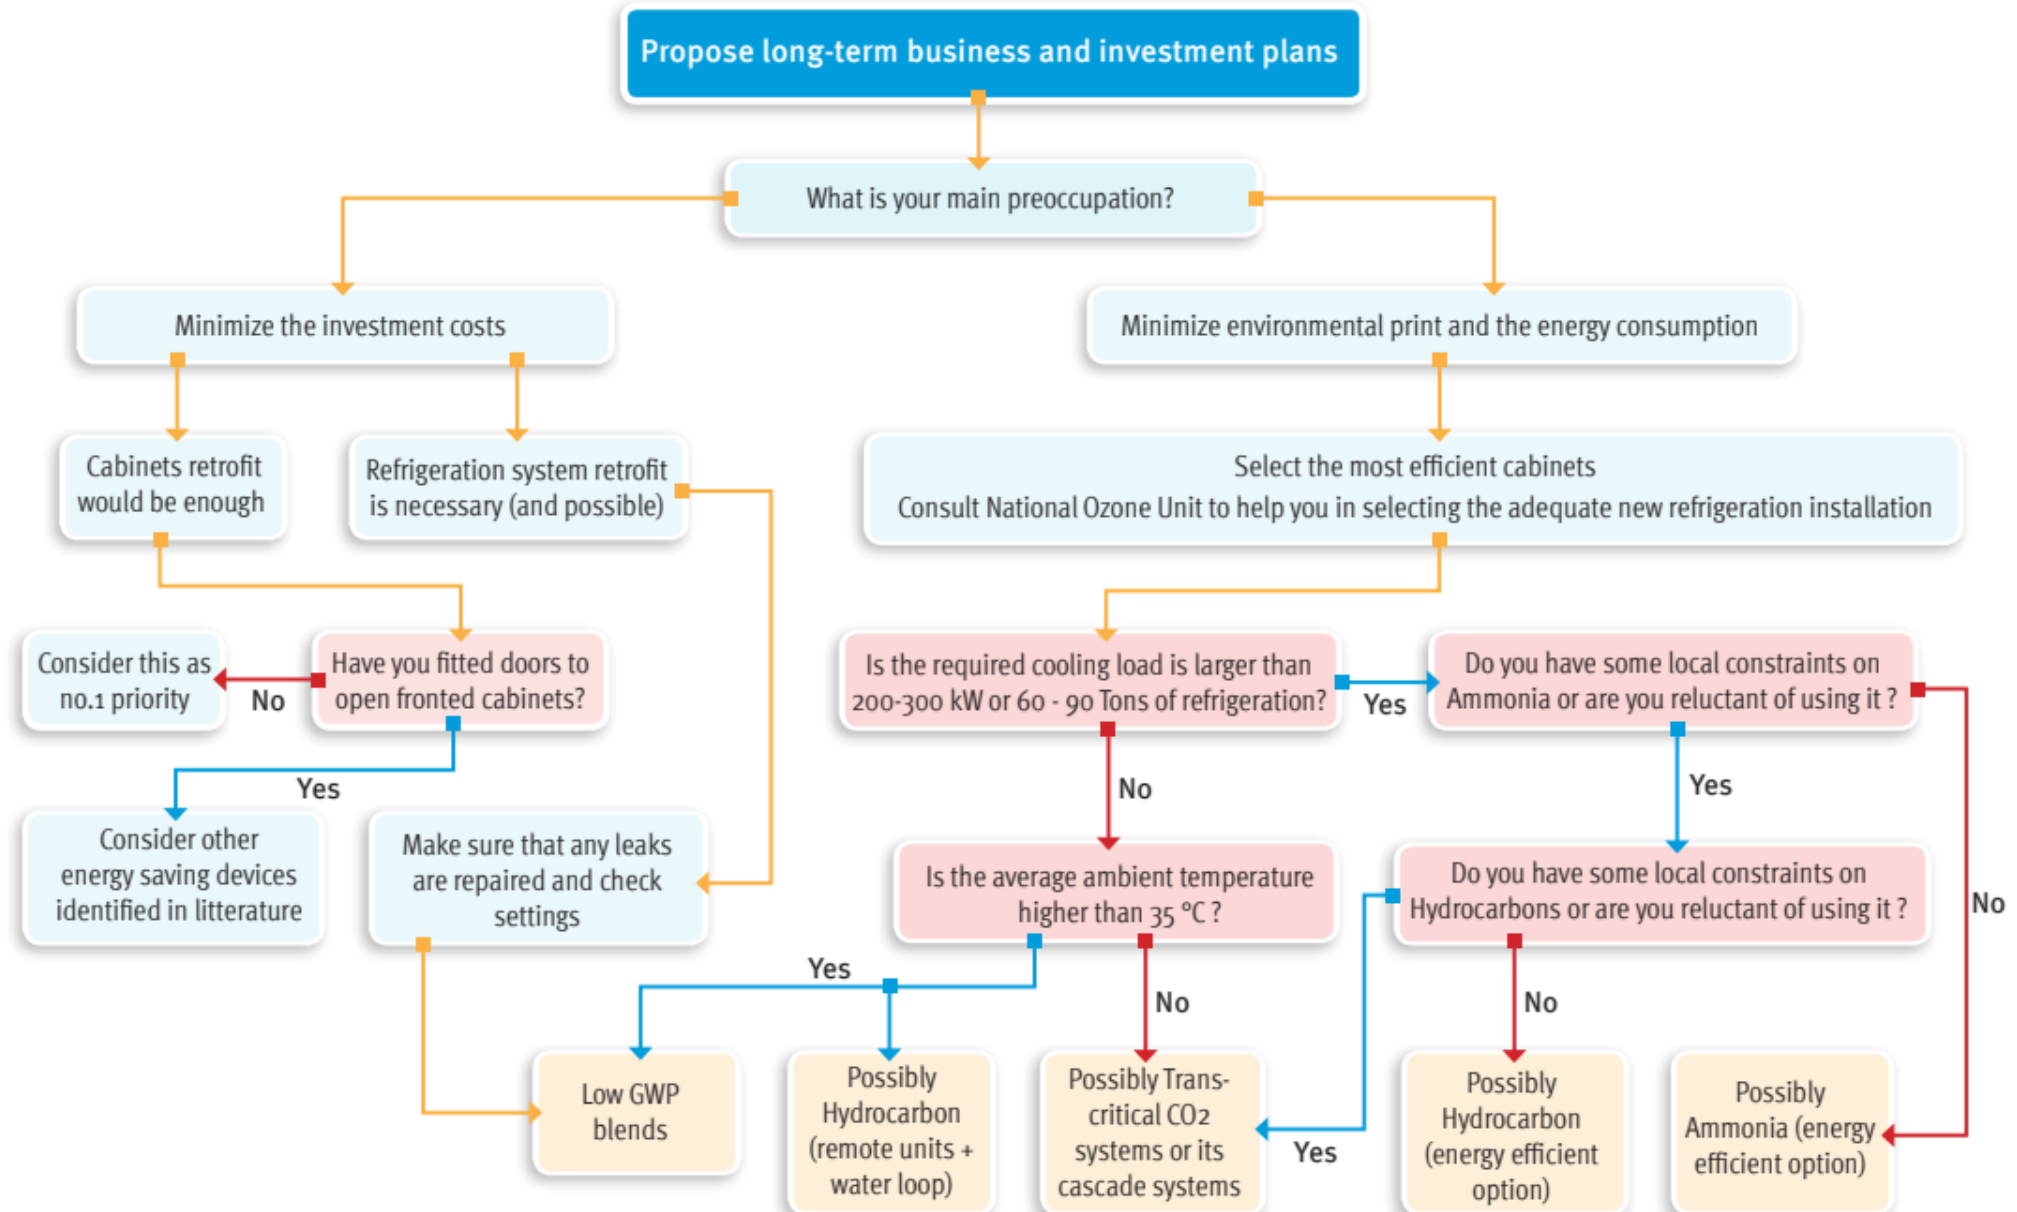 Propose long-term business and investment plans
What is your main preoccupation?
Minimize the investment costs
Minimize environmental print and the energy consumption
Cabinets retrofit
would be enough
Refrigeration system retrofit
is necessary (and possible)
Select the most efficient cabinets
Consult National Ozone Unit to help you in selecting the adequate new refrigeration installation
Consider this as
no.1 priority
No
Have you fitted doors to
open fronted cabinets?
Is the required cooling load is larger than
200-300 kW or 60 - 90 Tons of refrigeration?
Yes
Do you have some local constraints on
Ammonia or are you reluctant of using it ?
Yes
No
Yes
No
Consider other
energy saving devices
identified in litterature
Make sure that any leaks
are repaired and check
settings
Is the average ambient temperature
higher than 35 °C ?
Do you have some local constraints on
Hydrocarbons or are you reluctant of using it ?
Yes
No
No
Yes
Low GWP
blends
Possibly
Hydrocarbon
(remote units +
water loop)
Possibly Trans-
critical CO2
systems or its
cascade systems
Possibly
Hydrocarbon
(energy efficient
option)
Possibly
Ammonia (energy
efficient option)